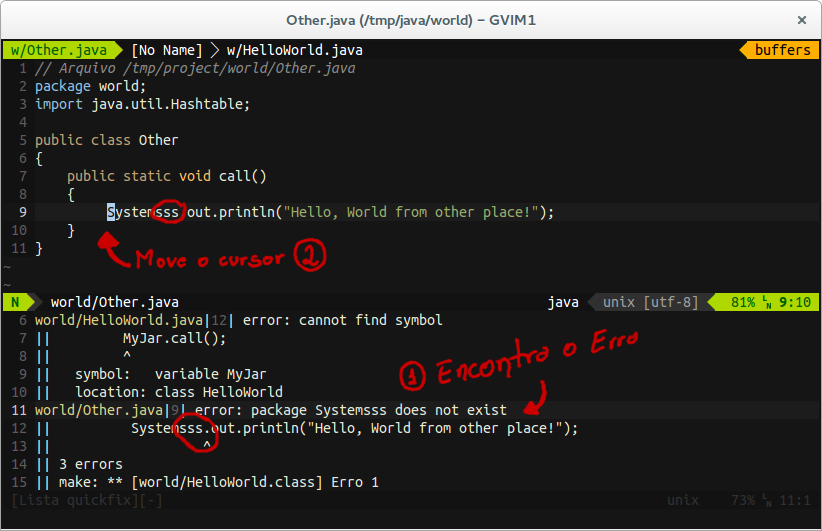 Other.java (/tmp/java/world) – GVIM1 ×
w/Other.java [No Name] w/HelloWorld.java buffers
1 // Arquivo /tmp/project/world/Other.java
2 package world;
3 import java.util.Hashtable;
4
5 public class Other
6 {
7 public static void call()
8 {
9 Systemsss.out.println("Hello, World from other place!");
10 }
11 }
~
Move o cursor 2
~
N world/Other.java java unix [utf-8] 81% LN 9:10
6 world/HelloWorld.java|12| error: cannot find symbol
7 || MyJar.call();
8 || ^
9 || symbol: variable MyJar
1 Encontra o Erro
10 || location: class HelloWorld
11 world/Other.java|9| error: package Systemsss does not exist
12 || Systemsss.out.println("Hello, World from other place!");
13 || ^
14 || 3 errors
15 || make: ** [world/HelloWorld.class] Erro 1
[Lista quickfix][-] unix 73% LN 11:1